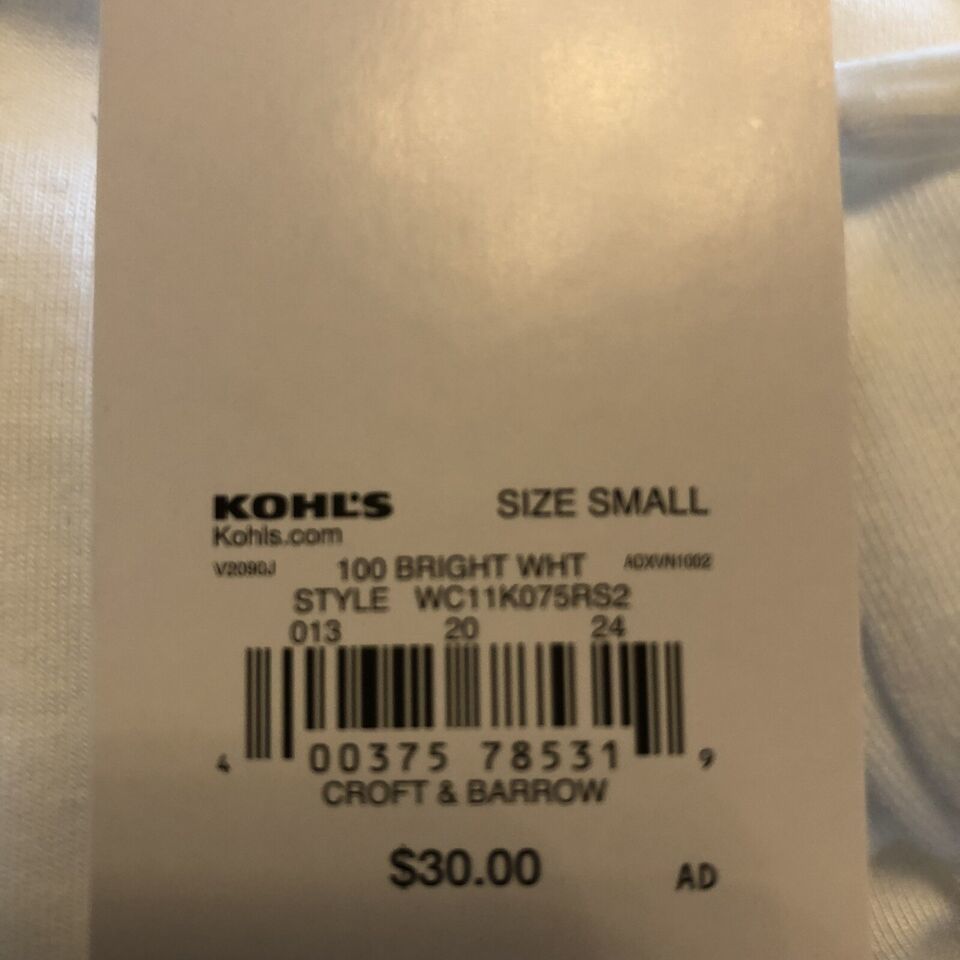 KOHL'S SIZE SMALL
Kohls.com
V2090J 100 BRIGHT WHT ADXVN1002
STYLE WC11K075RS2
013 20 24
4 00375 78531 9
CROFT & BARROW
$30.00 AD